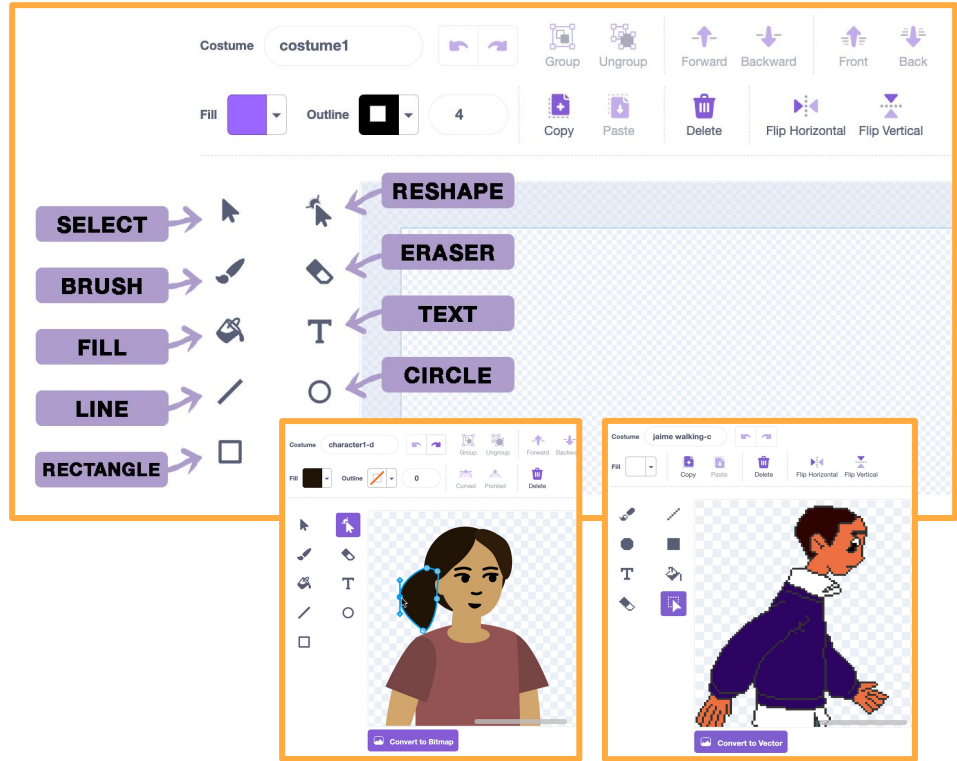 Costume costume1
Group Ungroup Forward Backward Front Back
Fill Outline 4
Copy Paste Delete Flip Horizontal Flip Vertical
SELECT
RESHAPE
BRUSH
ERASER
FILL
TEXT
T
LINE
CIRCLE
RECTANGLE
Costume character1-d
Group Ungroup Forward Backwa
Fill Outline 0
Curved Pointed Delete
T
Convert to Bitmap
Costume jaime walking-c
Fill
Copy Paste Delete Flip Horizontal Flip Vertical
T
Convert to Vector